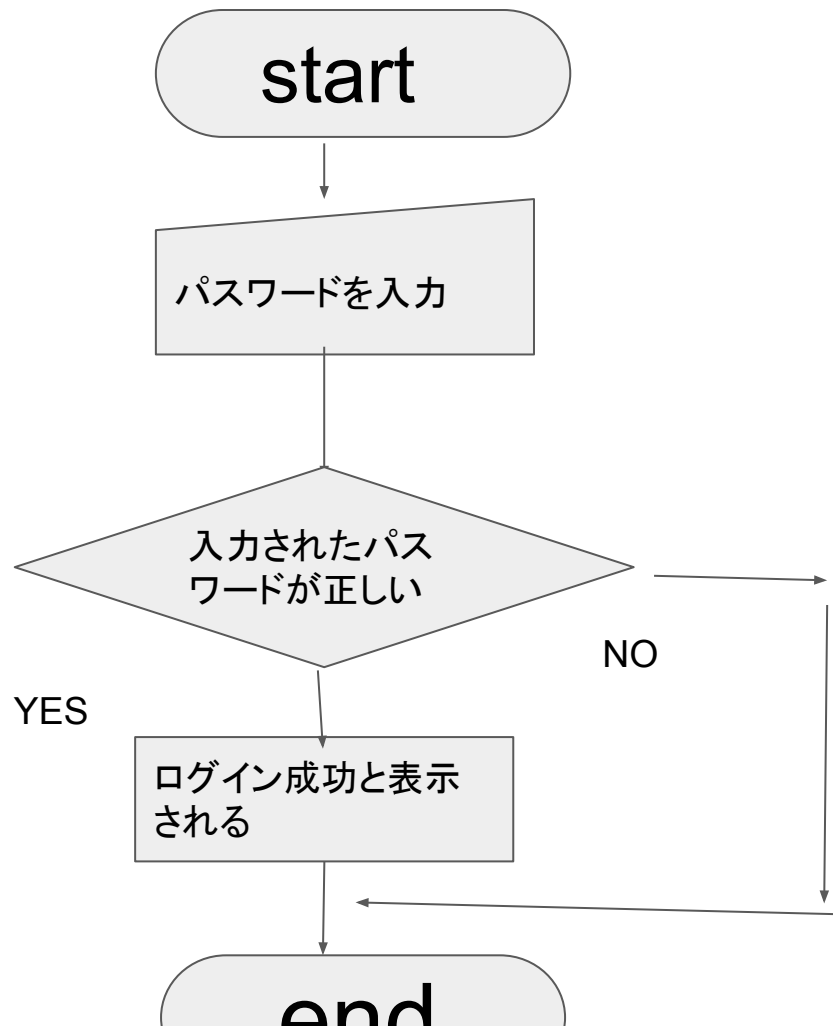 start
パスワードを入力
入力されたパス
ワードが正しい
NO
YES
ログイン成功と表示
される
end